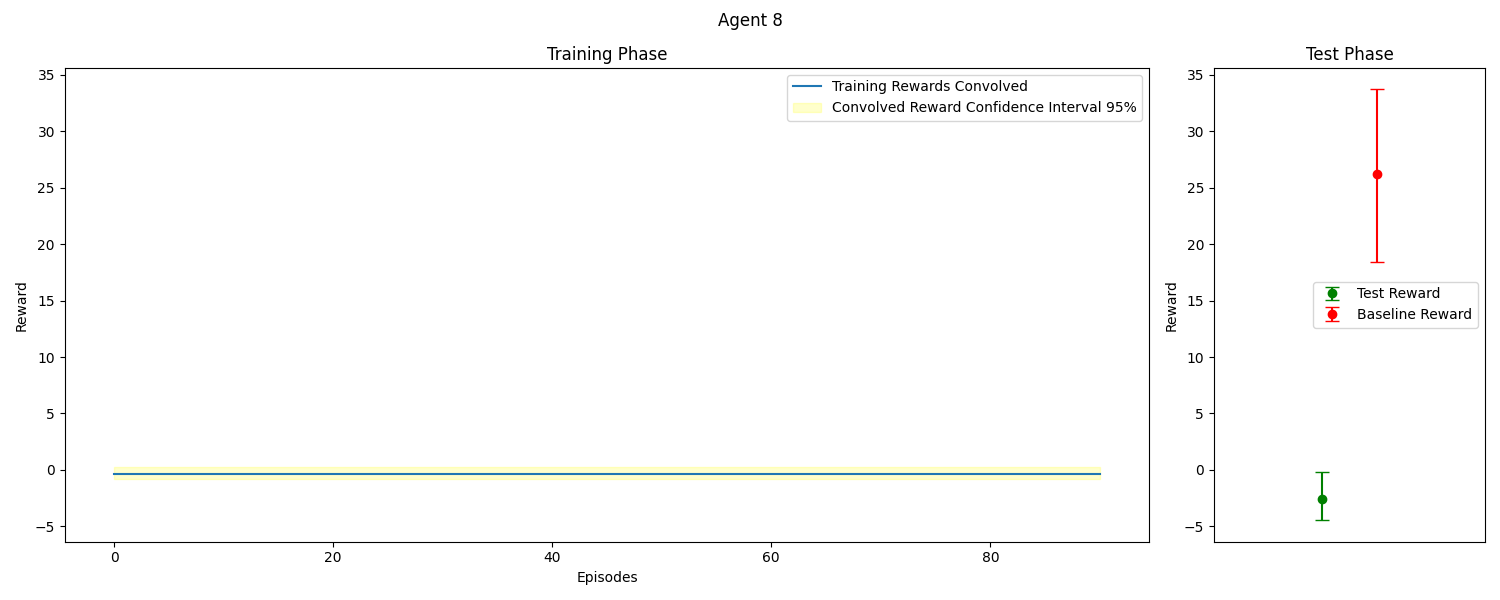 Agent 8
Training Phase
35
30
25
20
15
10
5
0
−5
Reward
0
20
40
60
80
Episodes
Training Rewards Convolved
Convolved Reward Confidence Interval 95%
Test Phase
35
30
25
20
15
10
5
0
−5
Reward
Test Reward
Baseline Reward